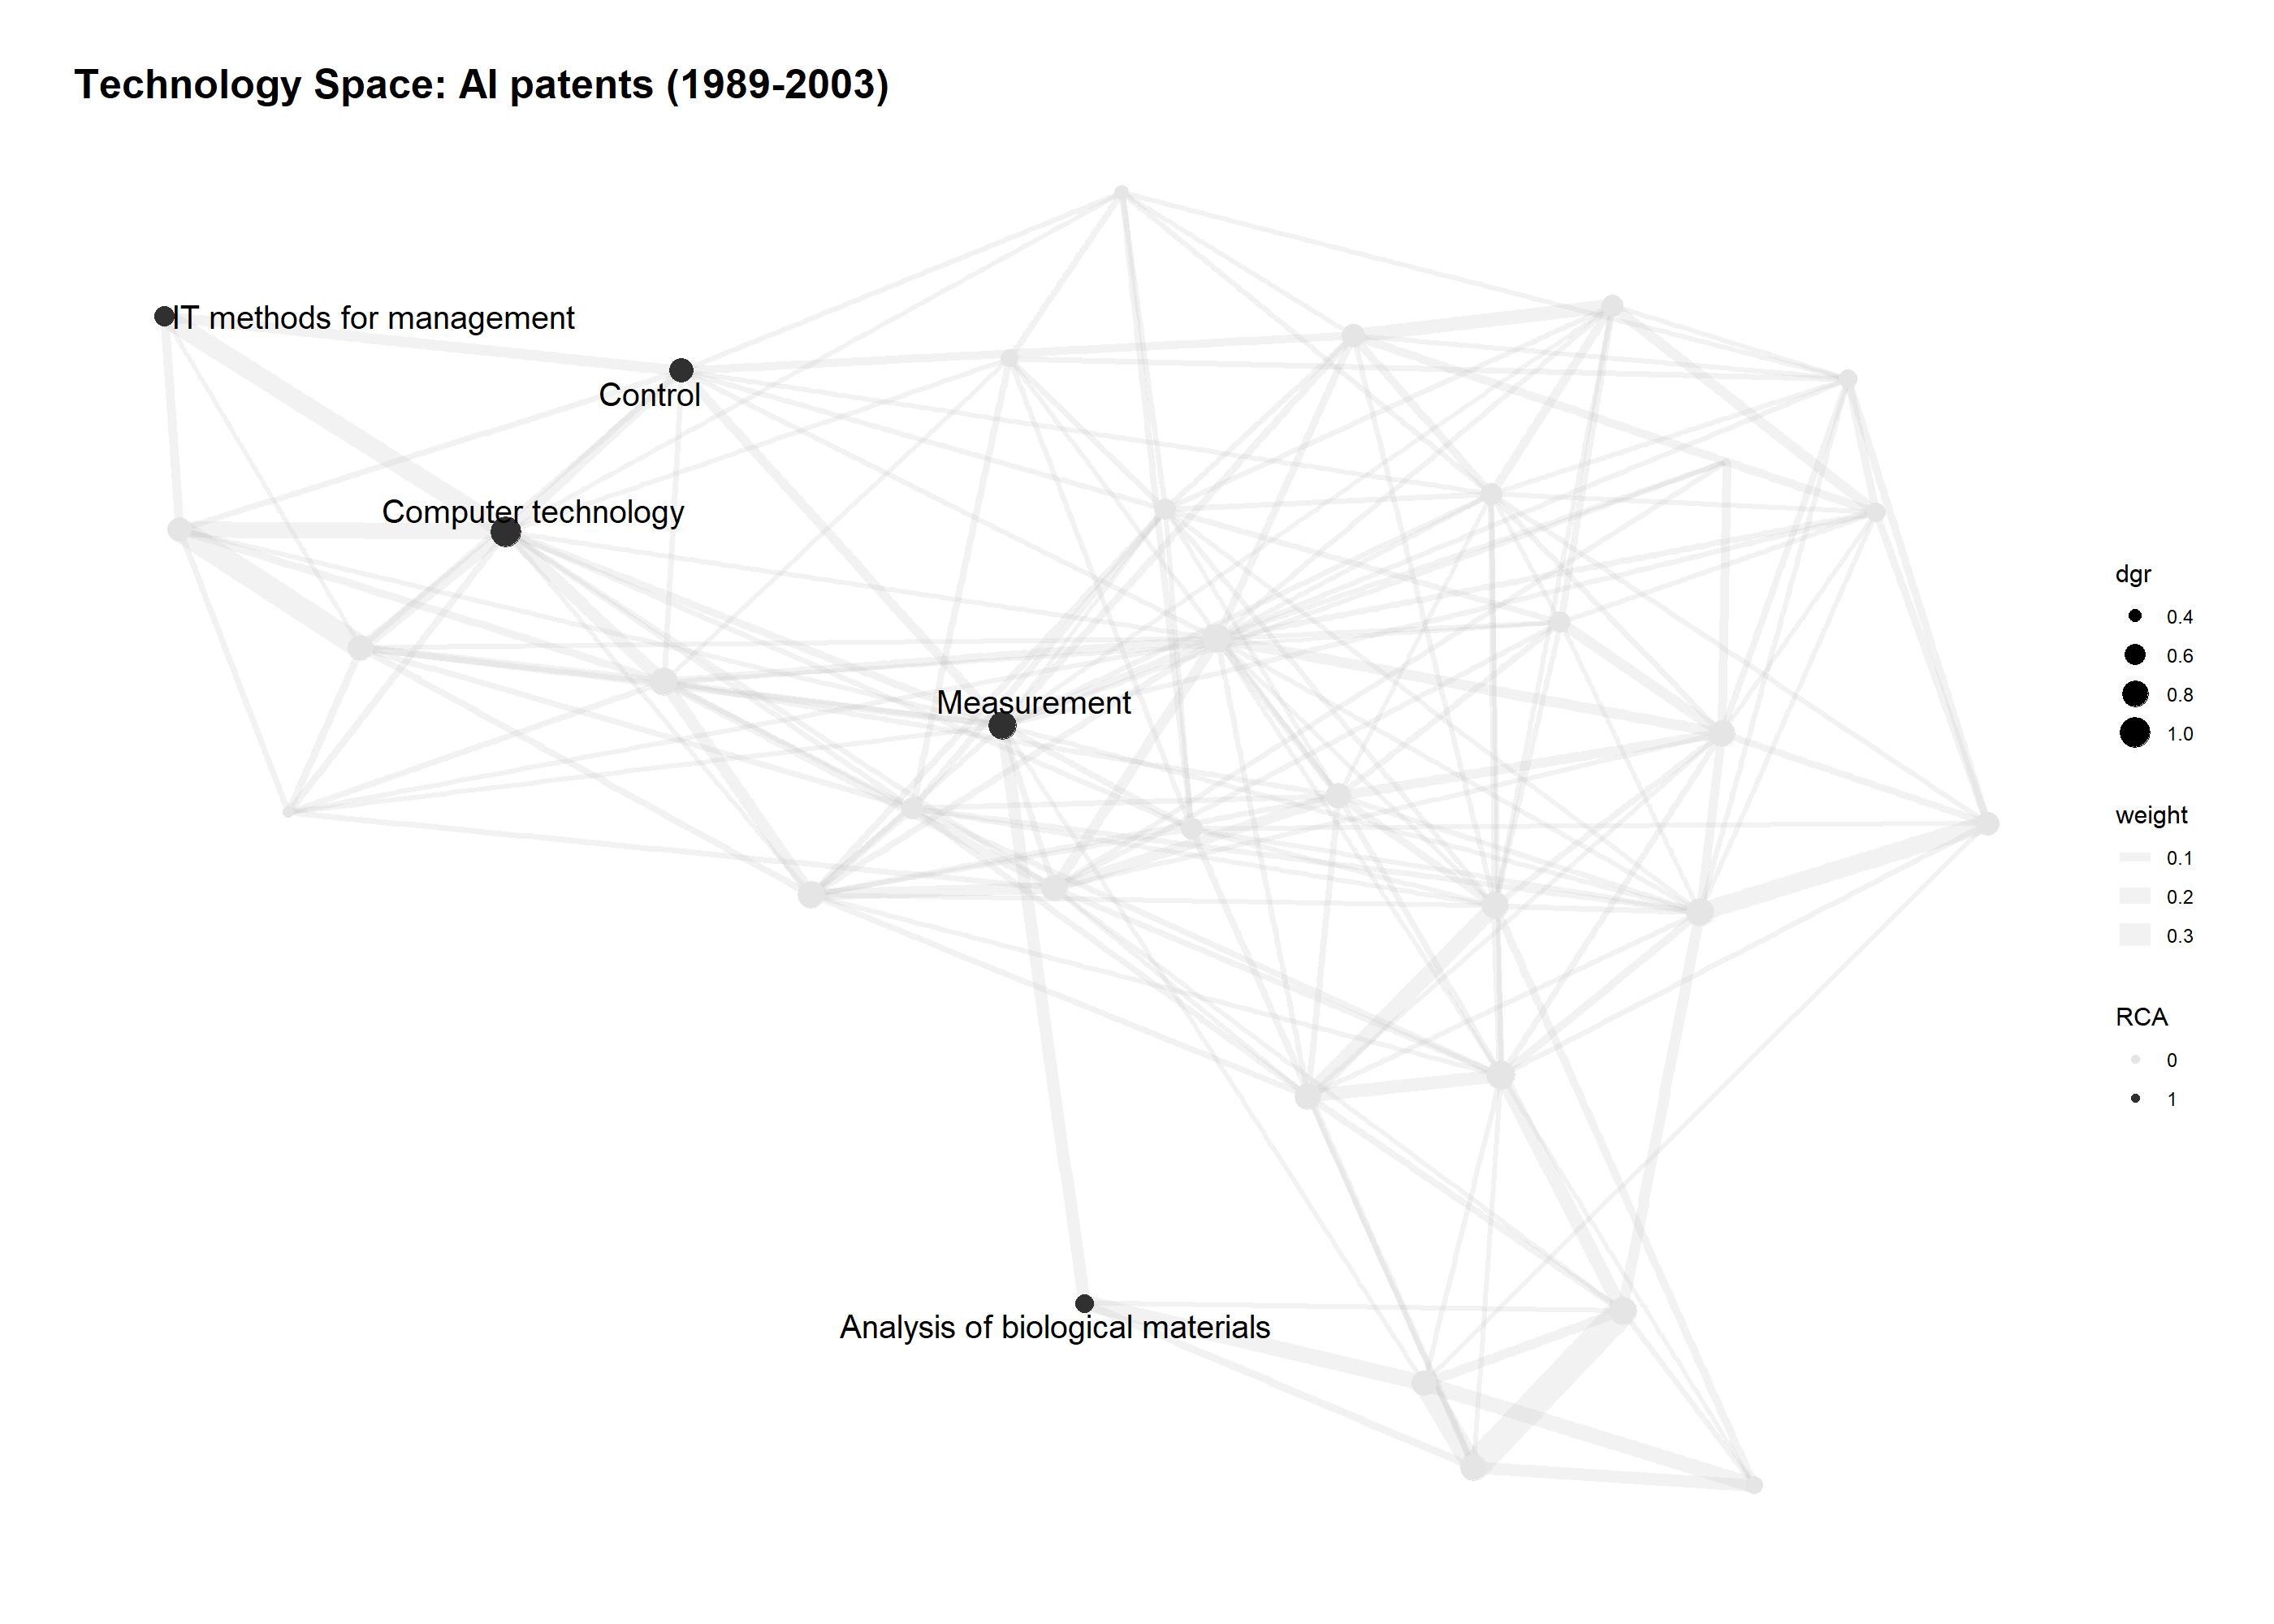 Technology Space: AI patents (1989-2003)
IT methods for management
Control
Computer technology
Measurement
Analysis of biological materials
dgr
0.4
0.6
0.8
1.0
weight
0.1
0.2
0.3
RCA
0
1